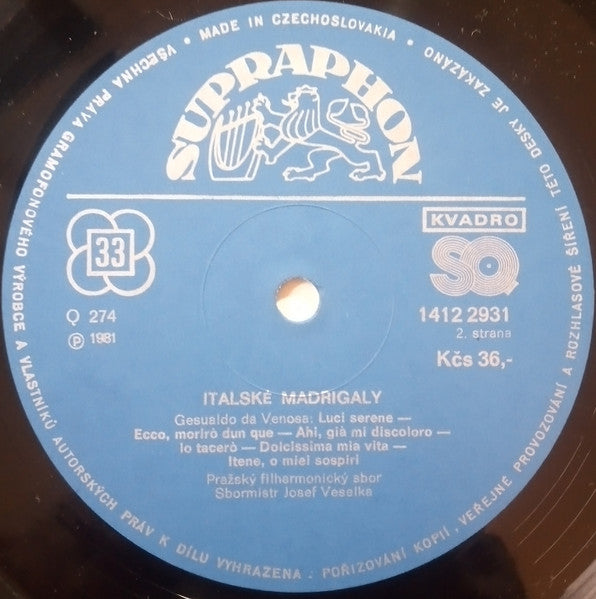 VŠECHNA PRÁVA GRAMOFONOVÉHO VÝROBCE A VLASTNÍKŮ AUTORSKÝCH PRÁV K DÍLU VYHRAZENA : POŘIZOVÁNÍ KOPIÍ, VEŘEJNÉ PROVOZOVÁNÍ A ROZHLASOVÉ ŠÍŘENÍ TÉTO DESKY JE ZAKÁZÁNO • MADE IN CZECHOSLOVAKIA •
SUPRAPHON
33
KVADRO
SQ
Q 274
Ⓟ 1981
1412 2931
2. strana
Kčs 36,-
ITALSKÉ MADRIGALY
Gesualdo da Venosa: Luci serene —
Ecco, morirò dun que — Ahi, già mi discoloro —
Io tacerò — Dolcissima mia vita —
Itene, o miei sospiri
Pražský filharmonický sbor
Sbormistr Josef Veselka